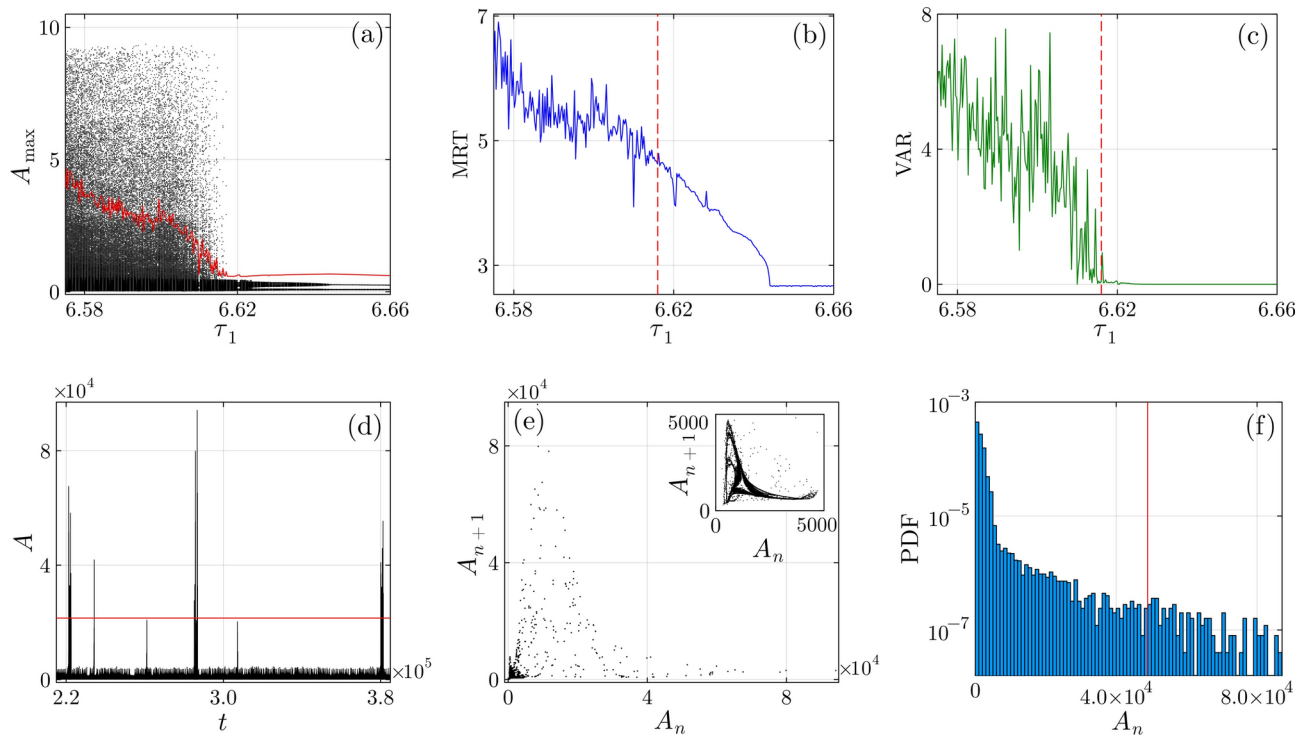 (a)
10
5
0
A_max
6.58
6.62
6.66
τ_1
(b)
7
5
3
MRT
6.58
6.62
6.66
τ_1
(c)
8
4
0
VAR
6.58
6.62
6.66
τ_1
×10^4
(d)
8
4
0
A
×10^5
2.2
3.0
3.8
t
×10^4
(e)
8
4
0
A_{n+1}
×10^4
0
4
8
A_n
5000
0
A_{n+1}
0
5000
A_n
(f)
10^{-3}
10^{-5}
10^{-7}
PDF
0
4.0×10^4
8.0×10^4
A_n